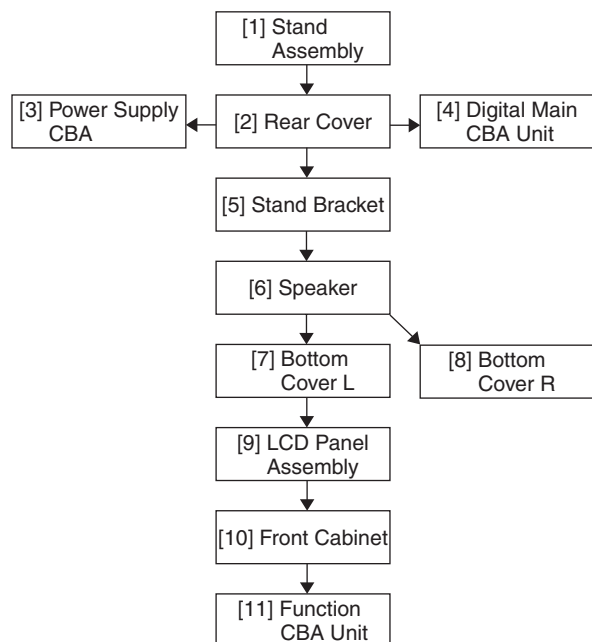 [1] Stand
Assembly
[3] Power Supply
CBA
[2] Rear Cover
[4] Digital Main
CBA Unit
[5] Stand Bracket
[6] Speaker
[7] Bottom
Cover L
[8] Bottom
Cover R
[9] LCD Panel
Assembly
[10] Front Cabinet
[11] Function
CBA Unit